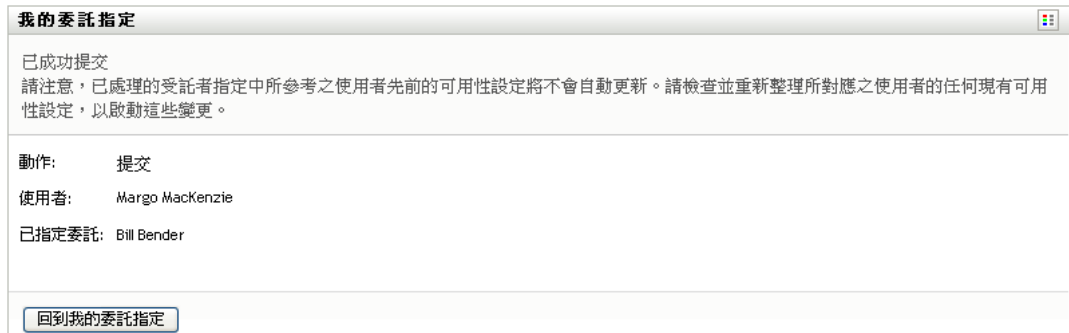 我的委託指定
已成功提交
請注意，已處理的受託者指定中所參考之使用者先前的可用性設定將不會自動更新。請檢查並重新整理所對應之使用者的任何現有可用
性設定，以啟動這些變更。
動作: 提交
使用者: Margo MacKenzie
已指定委託: Bill Bender
回到我的委託指定